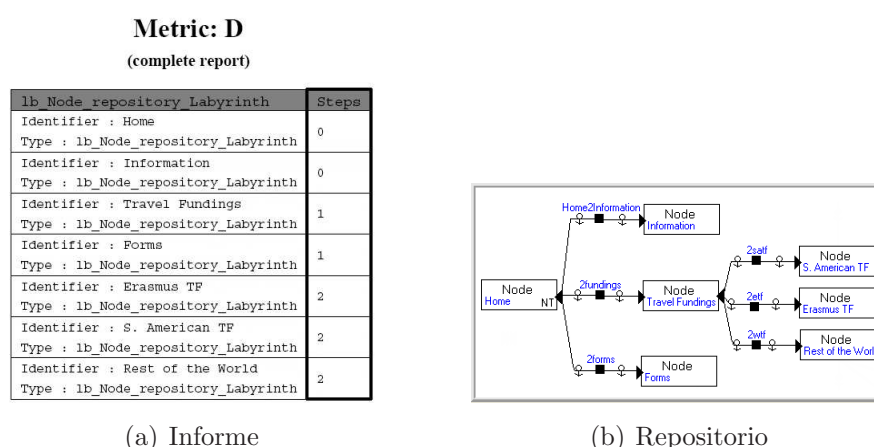 Metric: D
(complete report)
lb_Node_repository_Labyrinth Steps
Identifier : Home
Type : lb_Node_repository_Labyrinth
0
Identifier : Information
Type : lb_Node_repository_Labyrinth
0
Identifier : Travel Fundings
Type : lb_Node_repository_Labyrinth
1
Identifier : Forms
Type : lb_Node_repository_Labyrinth
1
Identifier : Erasmus TF
Type : lb_Node_repository_Labyrinth
2
Identifier : S. American TF
Type : lb_Node_repository_Labyrinth
2
Identifier : Rest of the World
Type : lb_Node_repository_Labyrinth
2
(a) Informe
Home2Information
Node
Information
2satf
Node
S. American TF
Node
Home
NT
2fundings
Node
Travel Fundings
2etf
Node
Erasmus TF
2wtf
Node
Rest of the World
2forms
Node
Forms
(b) Repositorio